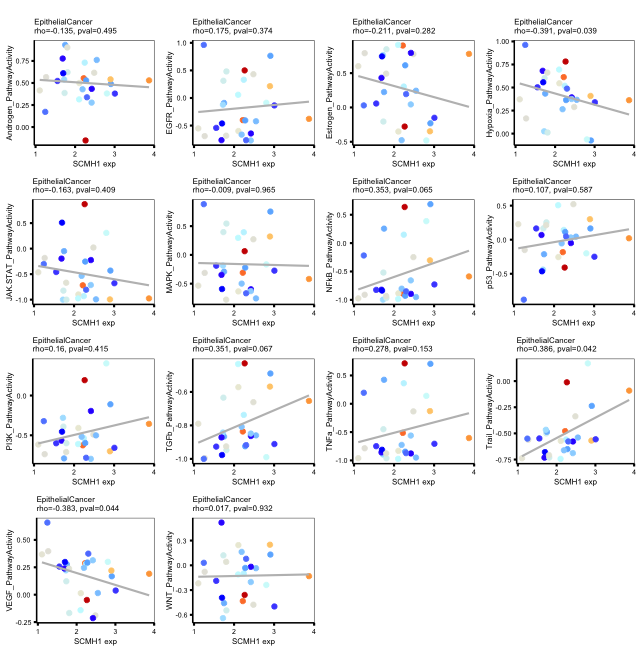 EpithelialCancer
rho=-0.135, pval=0.495
Androgen_PathwayActivity
0.75
0.50
0.25
0.00
1 2 3 4
SCMH1 exp
EpithelialCancer
rho=0.175, pval=0.374
EGFR_PathwayActivity
1.0
0.5
0.0
-0.5
1 2 3 4
SCMH1 exp
EpithelialCancer
rho=-0.211, pval=0.282
Estrogen_PathwayActivity
0.5
0.0
-0.5
1 2 3 4
SCMH1 exp
EpithelialCancer
rho=-0.391, pval=0.039
Hypoxia_PathwayActivity
1.00
0.75
0.50
0.25
0.00
1 2 3 4
SCMH1 exp
EpithelialCancer
rho=-0.163, pval=0.409
JAK.STAT_PathwayActivity
0.5
0.0
-0.5
-1.0
1 2 3 4
SCMH1 exp
EpithelialCancer
rho=-0.009, pval=0.965
MAPK_PathwayActivity
0.5
0.0
-0.5
1 2 3 4
SCMH1 exp
EpithelialCancer
rho=0.353, pval=0.065
NFkB_PathwayActivity
0.5
0.0
-0.5
-1.0
1 2 3 4
SCMH1 exp
EpithelialCancer
rho=0.107, pval=0.587
p53_PathwayActivity
0.5
0.0
-0.5
1 2 3 4
SCMH1 exp
EpithelialCancer
rho=0.16, pval=0.415
PI3K_PathwayActivity
0.0
-0.5
1 2 3 4
SCMH1 exp
EpithelialCancer
rho=0.351, pval=0.067
TGFb_PathwayActivity
-0.6
-0.8
-1.0
1 2 3 4
SCMH1 exp
EpithelialCancer
rho=0.278, pval=0.153
TNFa_PathwayActivity
0.5
0.0
-0.5
-1.0
1 2 3 4
SCMH1 exp
EpithelialCancer
rho=0.386, pval=0.042
Trail_PathwayActivity
0.00
-0.25
-0.50
-0.75
1 2 3 4
SCMH1 exp
EpithelialCancer
rho=-0.383, pval=0.044
VEGF_PathwayActivity
0.50
0.25
0.00
-0.25
1 2 3 4
SCMH1 exp
EpithelialCancer
rho=0.017, pval=0.932
WNT_PathwayActivity
0.3
0.0
-0.3
-0.6
1 2 3 4
SCMH1 exp